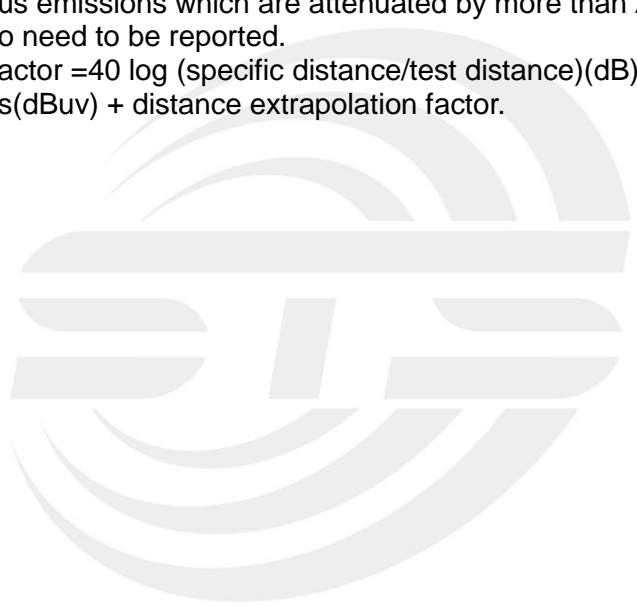 us emissions which are attenuated by more than
o need to be reported.
actor =40 log (specific distance/test distance)(dB)
s(dBuv) + distance extrapolation factor.
STS